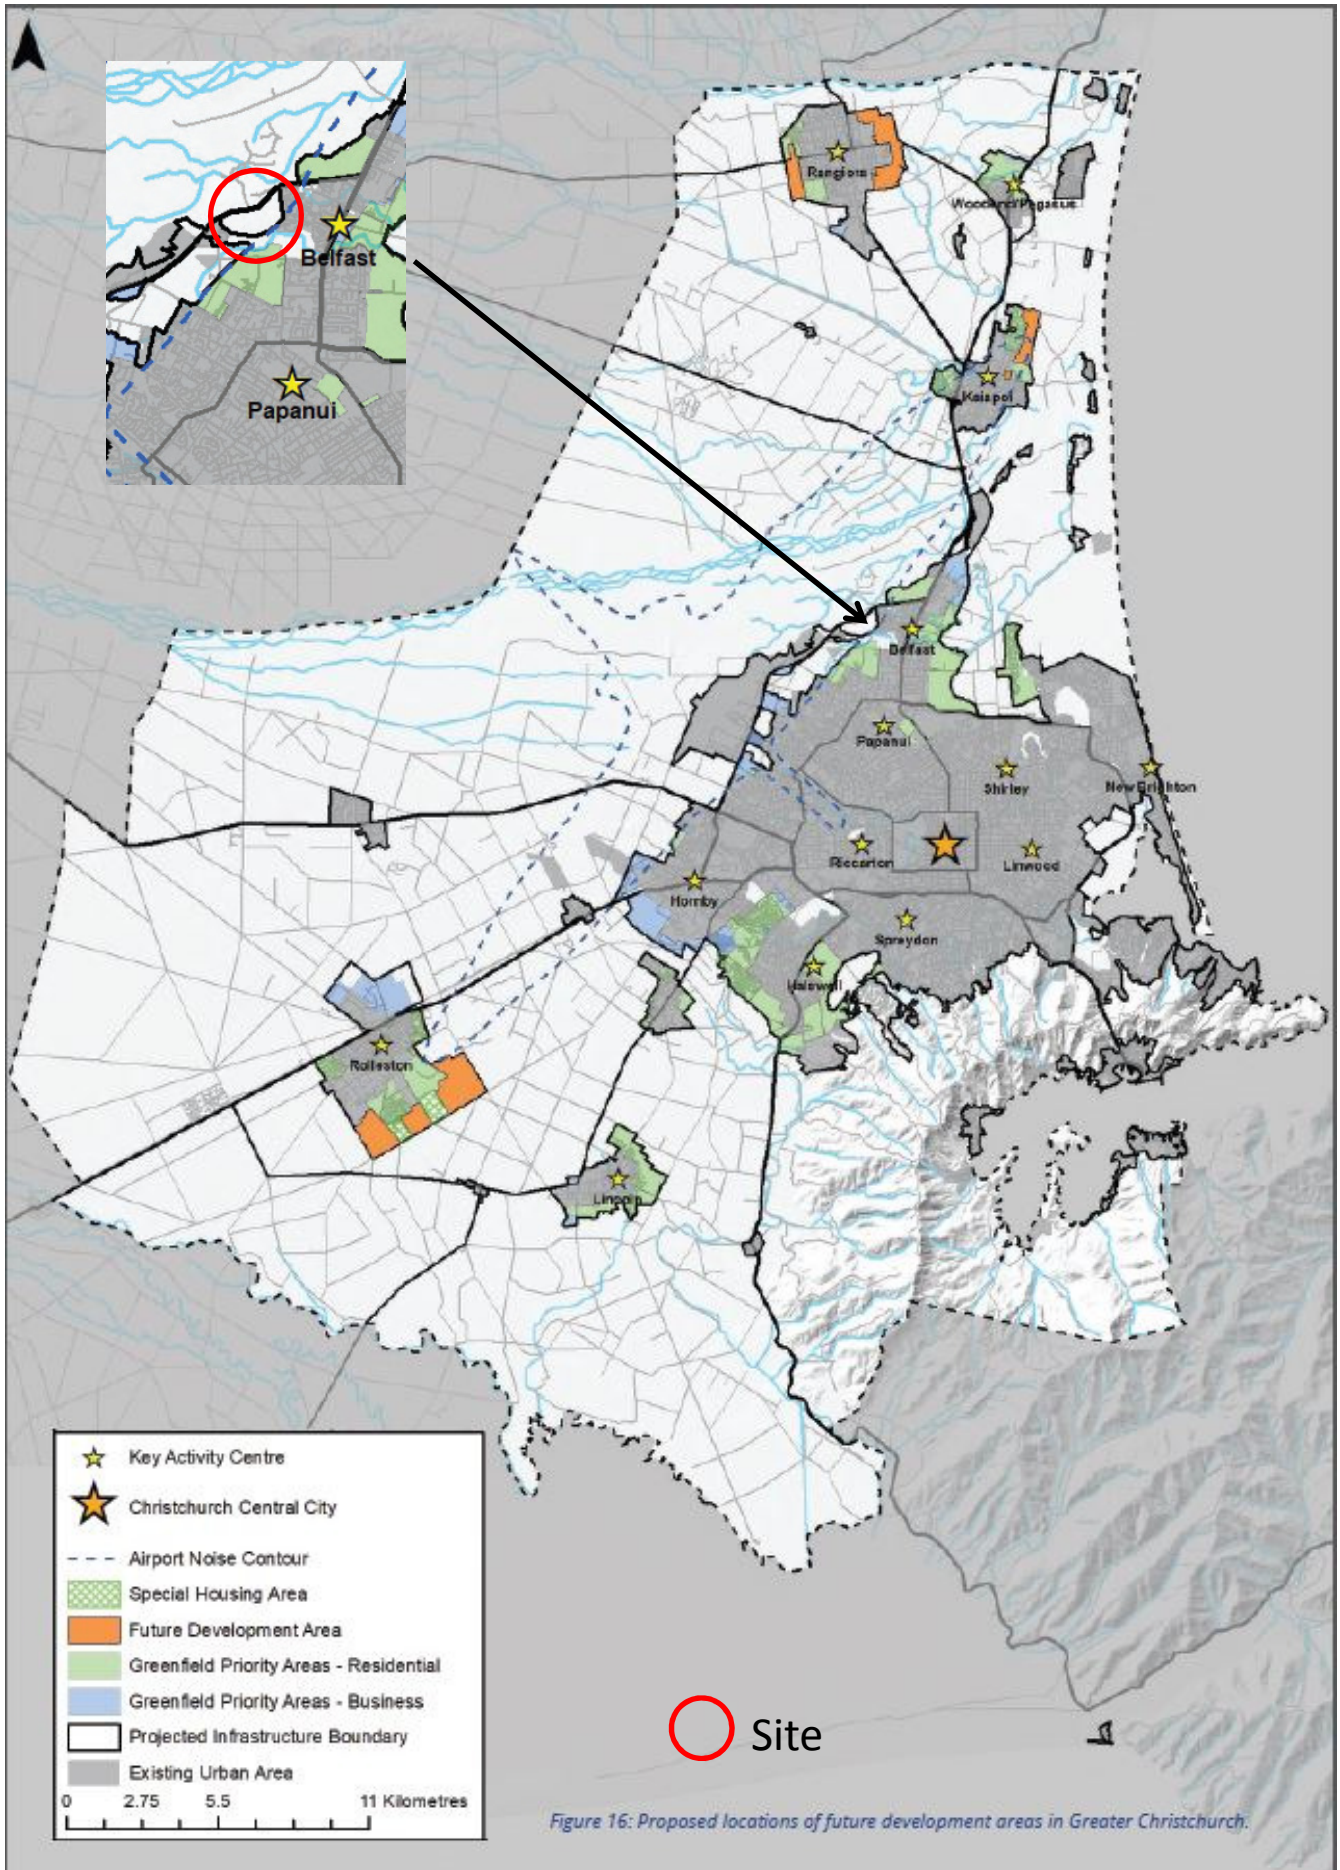 Belfast
Papanui
Rangiora
Woodend/Pegasus
Kaiapoi
Belfast
Papanui
Shirley
New Brighton
Riccarton
Linwood
Hornby
Spreydon
Halswell
Rolleston
Lincoln
Key Activity Centre
Christchurch Central City
Airport Noise Contour
Special Housing Area
Future Development Area
Greenfield Priority Areas - Residential
Greenfield Priority Areas - Business
Projected Infrastructure Boundary
Existing Urban Area
0 2.75 5.5 11 Kilometres
Site
Figure 16: Proposed locations of future development areas in Greater Christchurch.